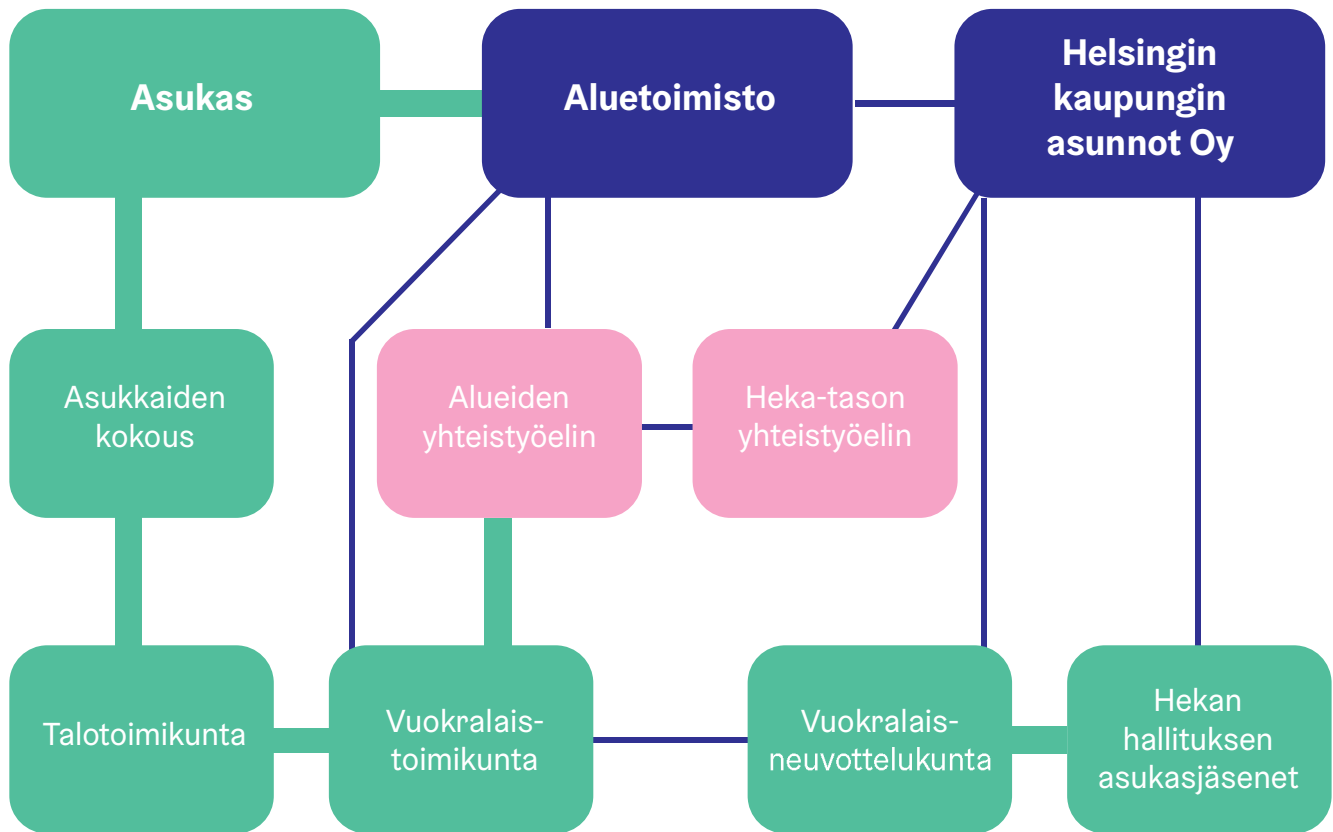 Asukas
Aluetoimisto
Helsingin
kaupungin
asunnot Oy
Asukkaiden
kokous
Alueiden
yhteistyöelin
Heka-tason
yhteistyöelin
Talotoimikunta
Vuokralais-
toimikunta
Vuokralais-
neuvottelukunta
Hekan
hallituksen
asukasjäsenet